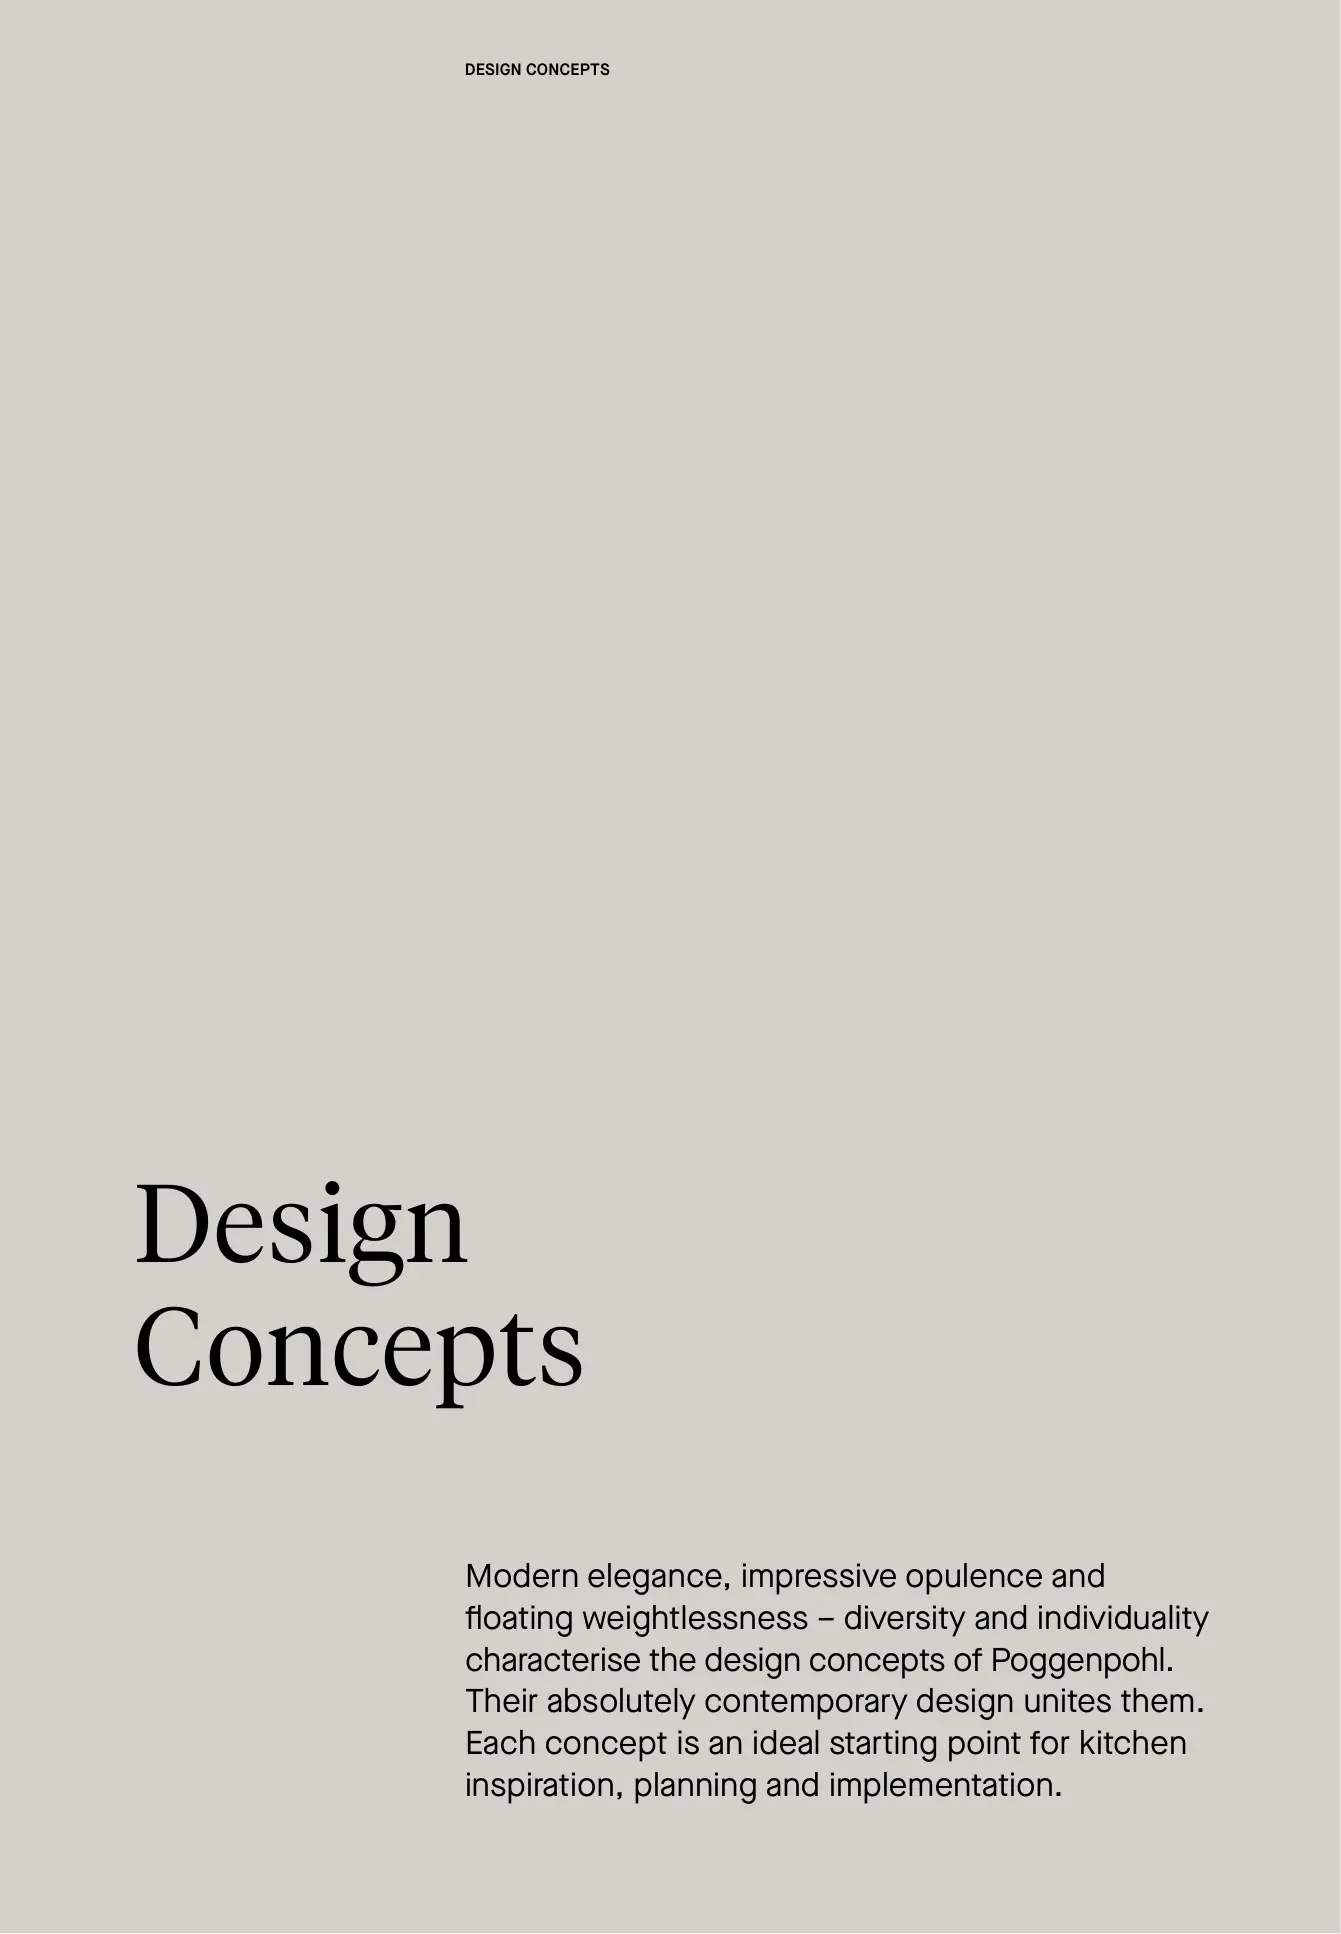 DESIGN CONCEPTS
Design
Concepts
Modern elegance, impressive opulence and
floating weightlessness – diversity and individuality
characterise the design concepts of Poggenpohl.
Their absolutely contemporary design unites them.
Each concept is an ideal starting point for kitchen
inspiration, planning and implementation.